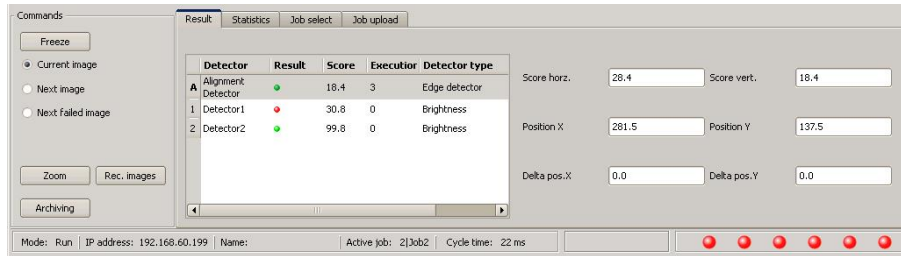 Commands
Freeze
Current image
Next image
Next failed image
Zoom
Rec. images
Archiving
Result Statistics Job select Job upload
Detector Result Score Execution Detector type
A Alignment Detector 18.4 3 Edge detector
1 Detector1 30.8 0 Brightness
2 Detector2 99.8 0 Brightness
Score horz. 28.4 Score vert. 18.4
Position X 281.5 Position Y 137.5
Delta pos.X 0.0 Delta pos.Y 0.0
Mode: Run IP address: 192.168.60.199 Name: Active job: 2|Job2 Cycle time: 22 ms